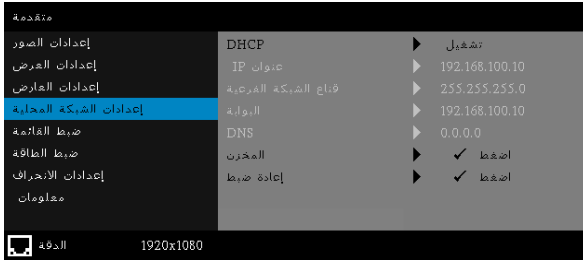 متقدمة
إعدادات الصور
إعدادات العرض
إعدادات العارض
إعدادات الشبكة المحلية
ضبط القائمة
ضبط الطاقة
إعدادات الانحراف
معلومات
DHCP تشغيل
عنوان IP 192.168.100.10
قناع الشبكة الفرعية 255.255.255.0
البوابة 192.168.100.10
DNS 0.0.0.0
المخزن ✓ اضغط
إعادة ضبط ✓ اضغط
الدقة 1920x1080